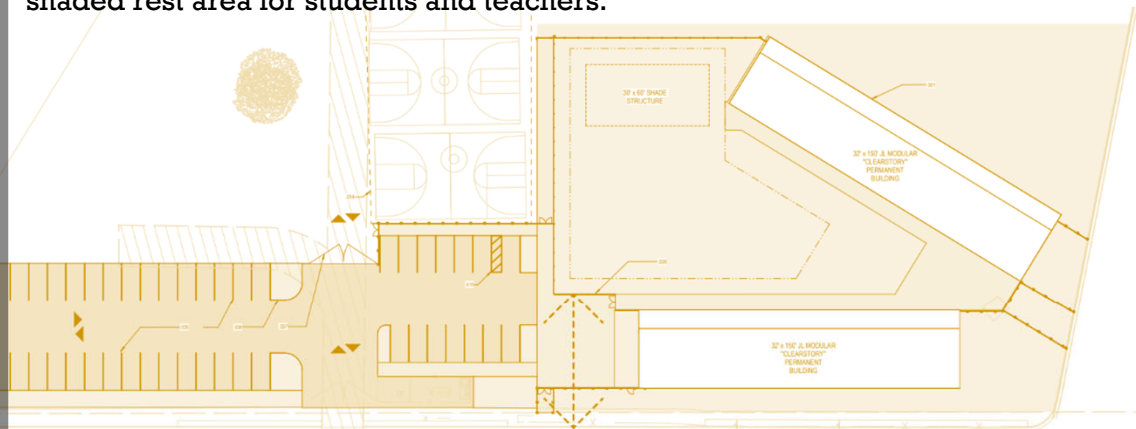 shaded rest area for students and teachers.
30' x 60' SHADE
STRUCTURE
32' x 150' JL MODULAR
"CLEARSTORY"
PERMANENT
BUILDING
32' x 150' JL MODULAR
"CLEARSTORY"
PERMANENT
BUILDING